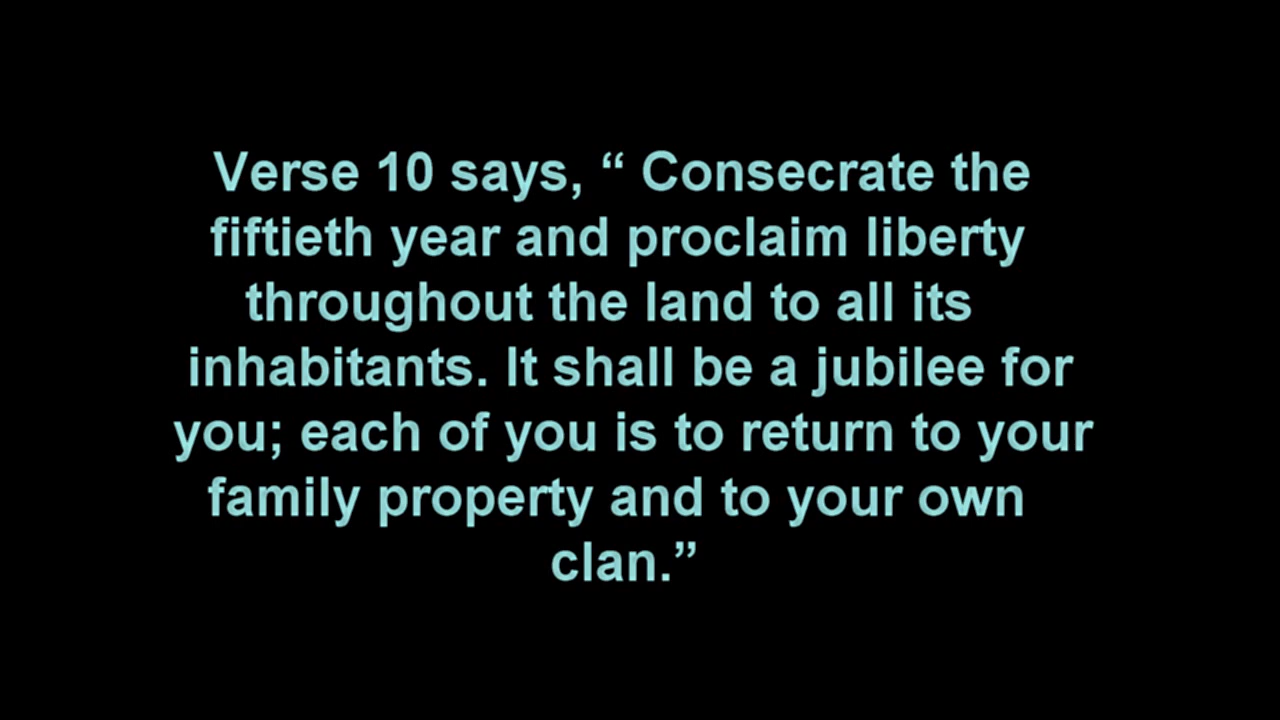 Verse 10 says, “ Consecrate the
fiftieth year and proclaim liberty
throughout the land to all its
inhabitants. It shall be a jubilee for
you; each of you is to return to your
family property and to your own
clan.”